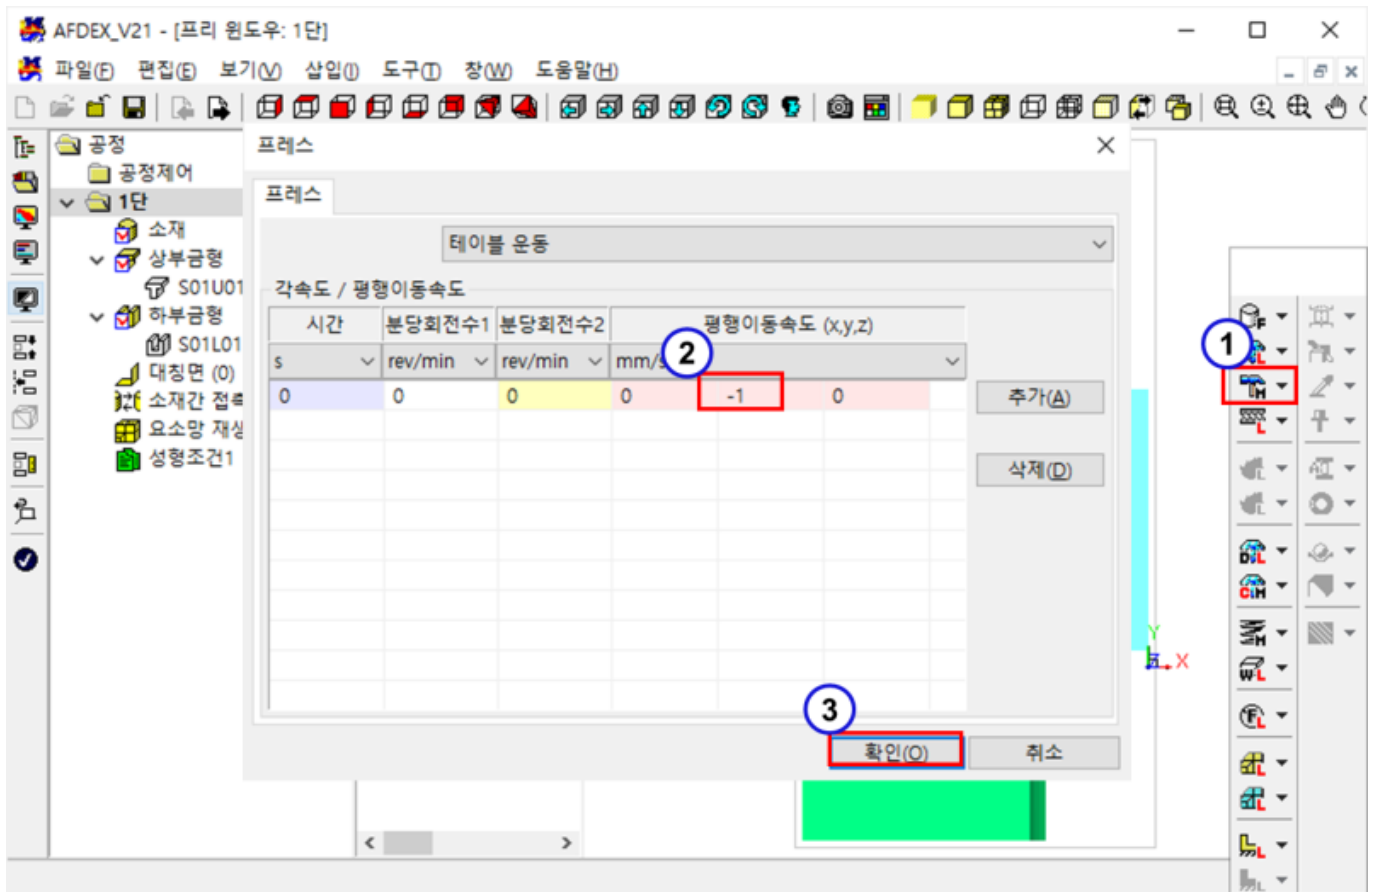 AFDEX_V21 - [프리 윈도우: 1단]
파일(F) 편집(E) 보기(V) 삽입(I) 도구(T) 창(W) 도움말(H)
공정
공정제어
1단
소재
상부금형
S01U01
하부금형
S01L01
대칭면 (0)
소재간 접촉
요소망 재생
성형조건1
프레스
프레스
테이블 운동
각속도 / 평행이동속도
시간 분당회전수1 분당회전수2 평행이동속도 (x,y,z)
s rev/min rev/min mm/s
0 0 0 0 -1 0
추가(A)
삭제(D)
확인(O) 취소
1
2
3
Y
Z
X